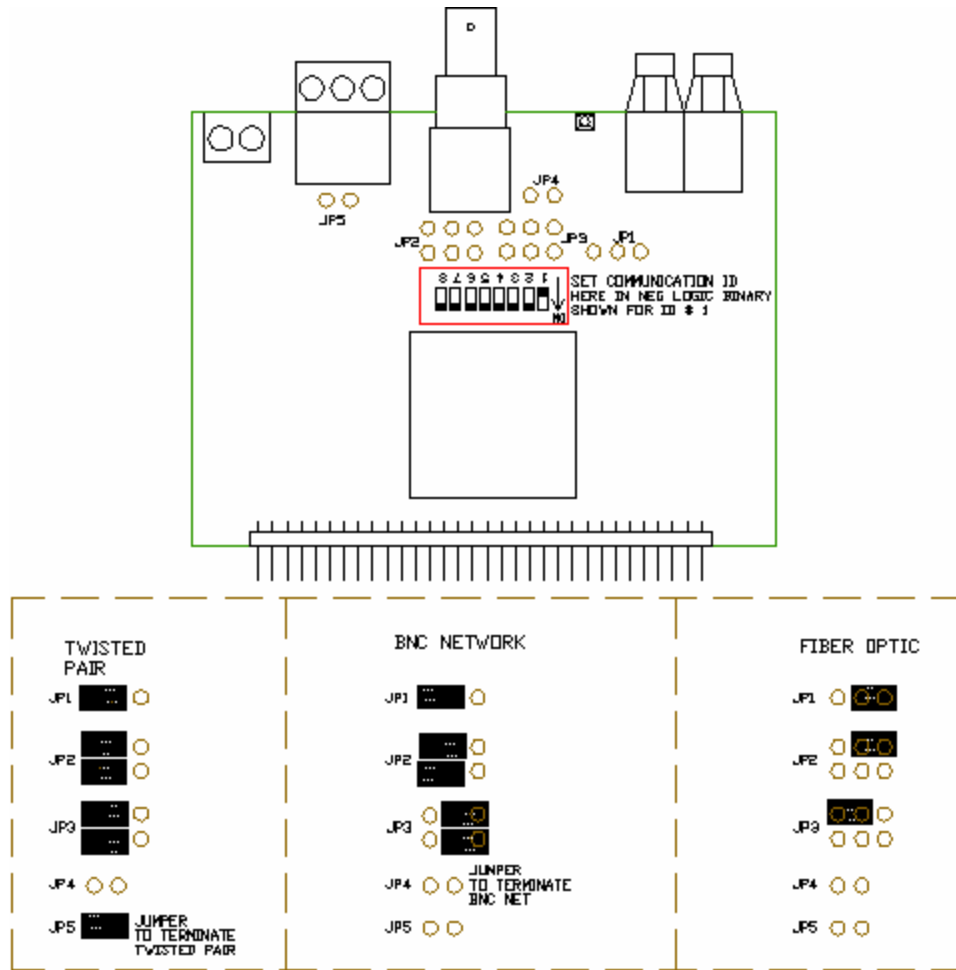 D
JP4
JP5
JP2
JP3
JP1
8 7 6 5 4 3 2 1
SET COMMUNICATION ID
HERE IN NEG LOGIC BINARY
SHOWN FOR ID # 1
ON
TWISTED
PAIR
JP1
JP2
JP3
JP4
JP5
JUMPER
TO TERMINATE
TWISTED PAIR
BNC NETWORK
JP1
JP2
JP3
JP4
JUMPER
TO TERMINATE
BNC NET
JP5
FIBER OPTIC
JP1
JP2
JP3
JP4
JP5